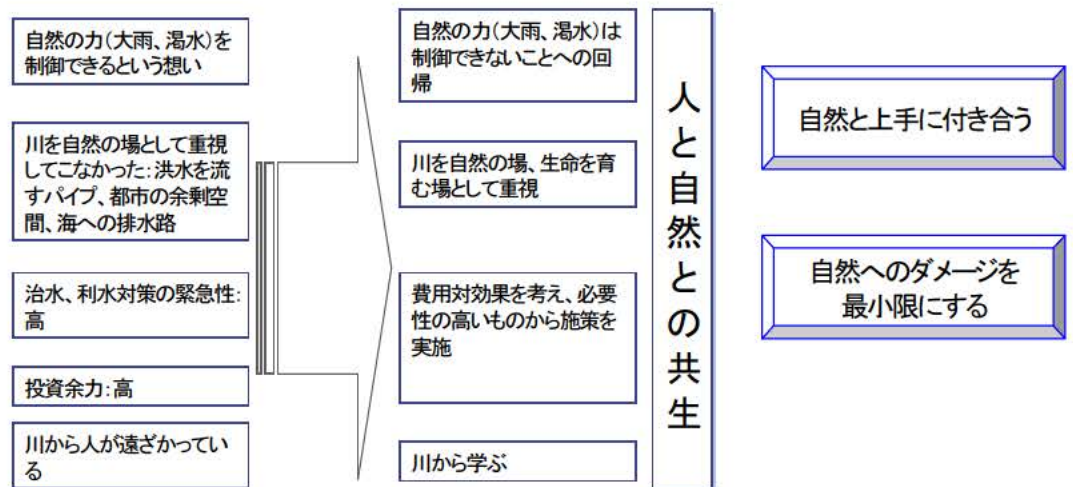 自然の力(大雨、渇水)を
制御できるという想い
川を自然の場として重視
してこなかった:洪水を流
すパイプ、都市の余剰空
間、海への排水路
治水、利水対策の緊急性:
高
投資余力:高
川から人が遠ざかってい
る
自然の力(大雨、渇水)は
制御できないことへの回
帰
川を自然の場、生命を育
む場として重視
費用対効果を考え、必要
性の高いものから施策を
実施
川から学ぶ
人と自然との共生
自然と上手に付き合う
自然へのダメージを
最小限にする